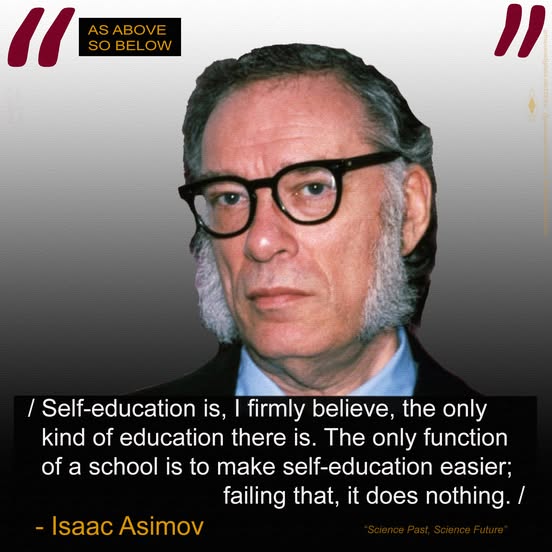 AS ABOVE
SO BELOW
/ Self-education is, I firmly believe, the only
kind of education there is. The only function
of a school is to make self-education easier;
failing that, it does nothing. /
- Isaac Asimov
“Science Past, Science Future”